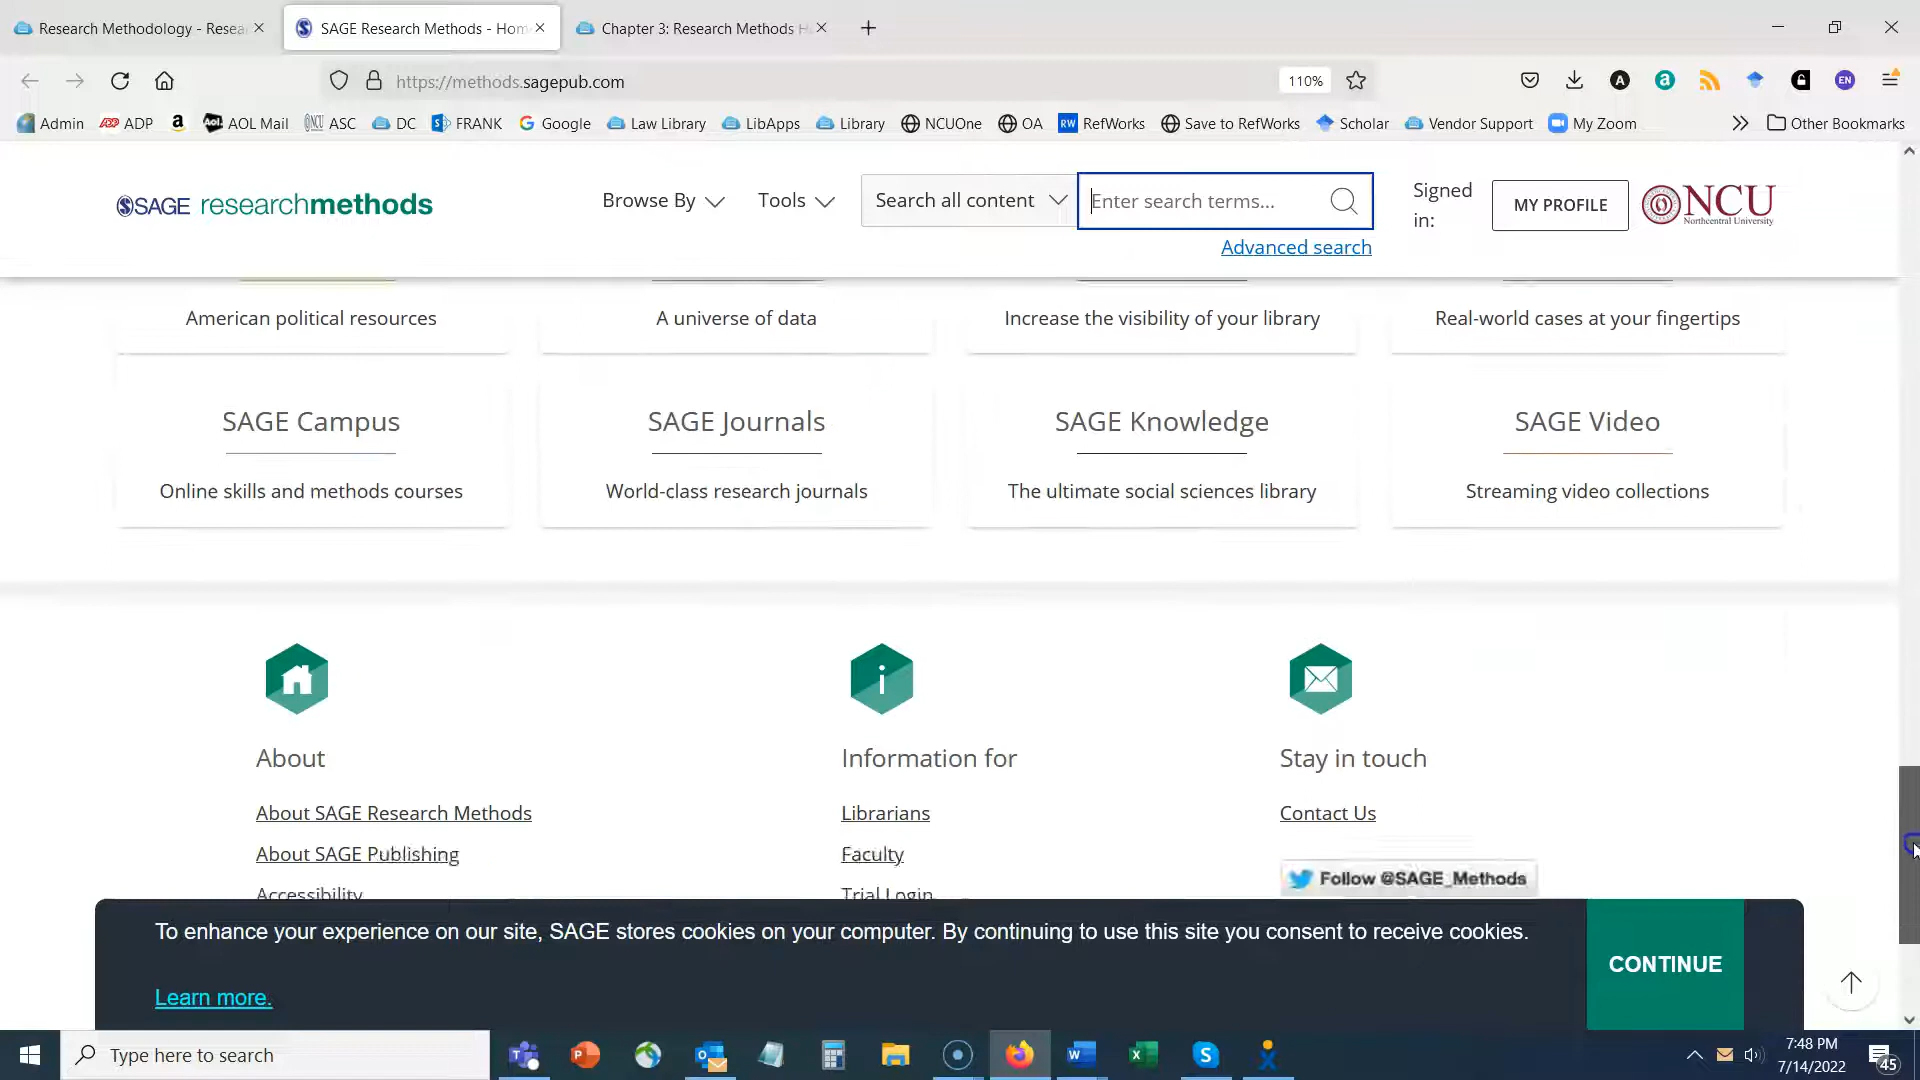 Research Methodology - Resea
SAGE Research Methods - Hom
Chapter 3: Research Methods H
https://methods.sagepub.com
110%
A
a
EN
Admin
ADP
a
Aol.
AOL Mail
NCU
ASC
DC
S
FRANK
G
Google
Law Library
LibApps
Library
NCUOne
OA
RW
RefWorks
Save to RefWorks
Scholar
Vendor Support
My Zoom
Other Bookmarks
SAGE researchmethods
Browse By
Tools
Search all content
Enter search terms...
Signed
in:
MY PROFILE
NCU
Northcentral University
Advanced search
American political resources
A universe of data
Increase the visibility of your library
Real-world cases at your fingertips
SAGE Campus
SAGE Journals
SAGE Knowledge
SAGE Video
Online skills and methods courses
World-class research journals
The ultimate social sciences library
Streaming video collections
About
Information for
Stay in touch
About SAGE Research Methods
Librarians
Contact Us
About SAGE Publishing
Faculty
Accessibility
Trial Login
Follow @SAGE_Methods
To enhance your experience on our site, SAGE stores cookies on your computer. By continuing to use this site you consent to receive cookies.
CONTINUE
Learn more.
Type here to search
7:48 PM
7/14/2022
45